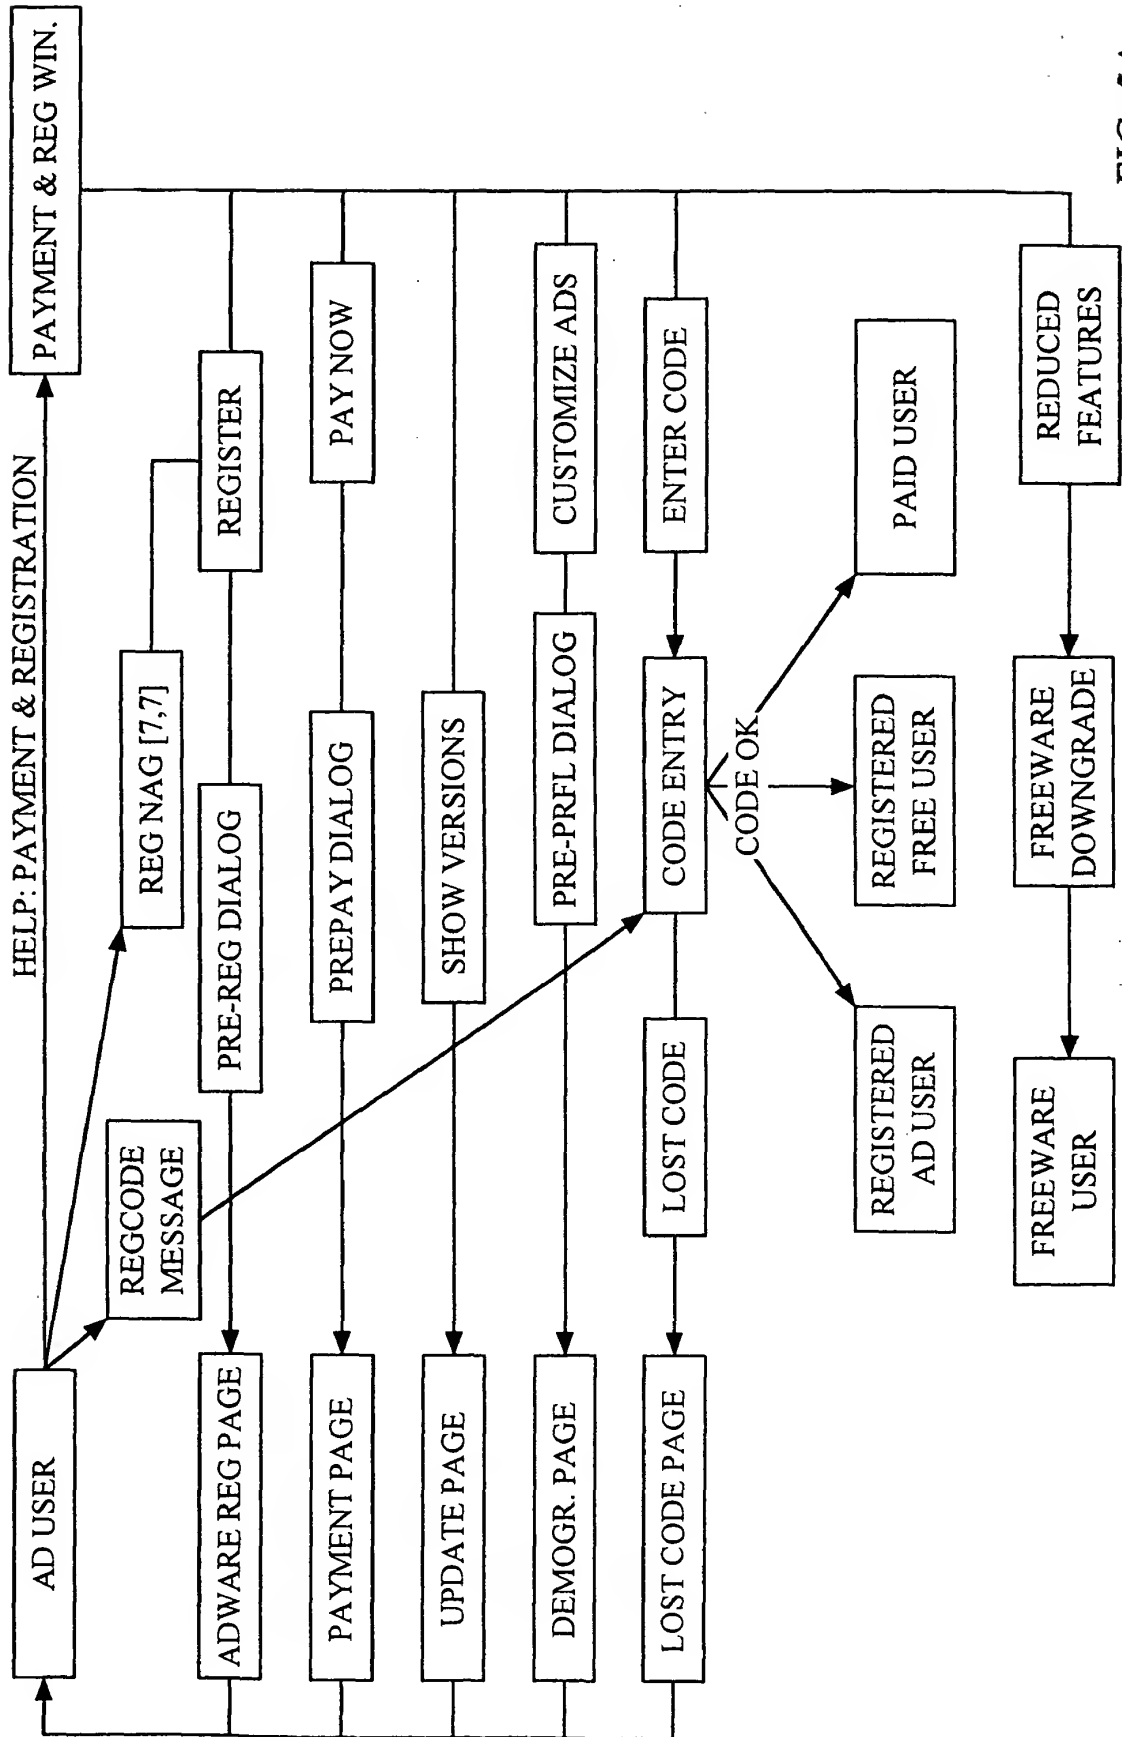 HELP: PAYMENT & REGISTRATION
AD USER
PAYMENT & REG WIN.
REGCODE
MESSAGE
REG NAG [7,7]
ADWARE REG PAGE
PRE-REG DIALOG
REGISTER
PAYMENT PAGE
PREPAY DIALOG
PAY NOW
UPDATE PAGE
SHOW VERSIONS
DEMOGR. PAGE
PRE-PRFL DIALOG
CUSTOMIZE ADS
LOST CODE PAGE
LOST CODE
CODE ENTRY
ENTER CODE
CODE OK
REGISTERED
AD USER
REGISTERED
FREE USER
PAID USER
FREEWARE
USER
FREEWARE
DOWNGRADE
REDUCED
FEATURES